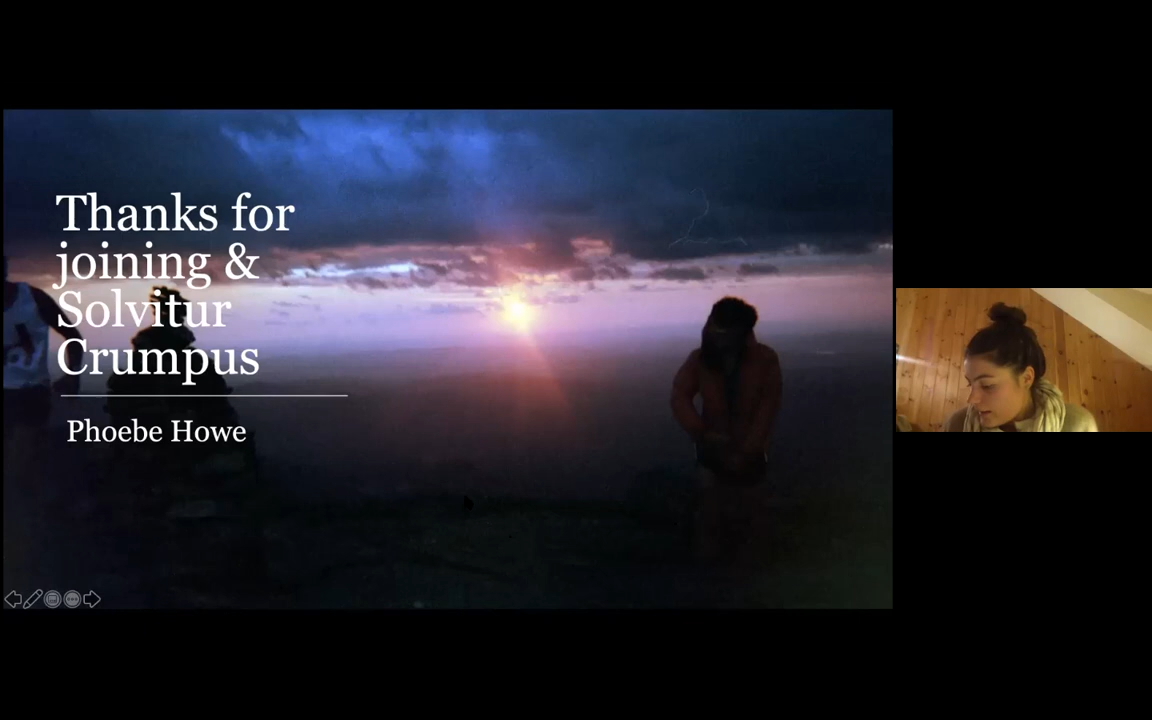 Thanks for
joining &
Solvitur
Crumpus
Phoebe Howe